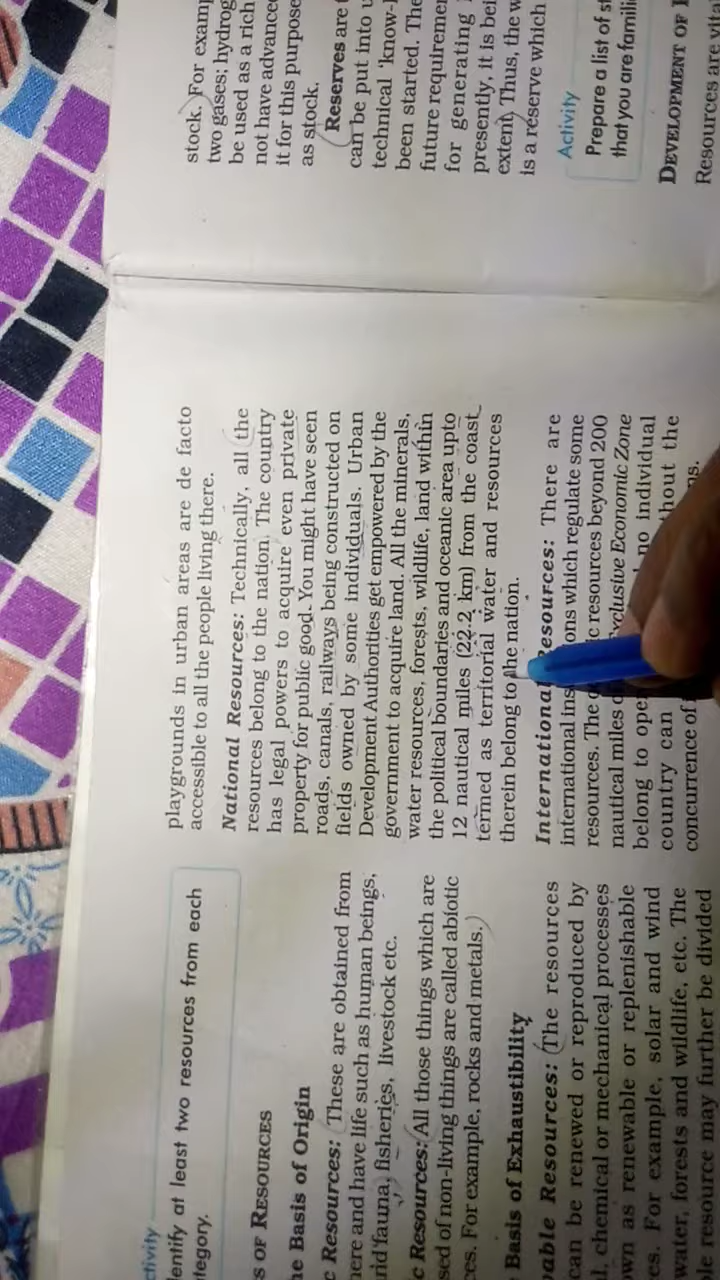 ctivity
dentify at least two resources from each
tegory.
S OF RESOURCES
he Basis of Origin
c Resources: These are obtained from
here and have life such as human beings,
rid fauna, fisheries, livestock etc.
c Resources: All those things which are
sed of non-living things are called abiotic
ces. For example, rocks and metals.
Basis of Exhaustibility
able Resources: The resources
can be renewed or reproduced by
l, chemical or mechanical processes
wn as renewable or replenishable
ces. For example, solar and wind
water, forests and wildlife, etc. The
le resource may further be divided
playgrounds in urban areas are de facto
accessible to all the people living there.
National Resources: Technically, all the
resources belong to the nation. The country
has legal powers to acquire even private
property for public good. You might have seen
roads, canals, railways being constructed on
fields owned by some individuals. Urban
Development Authorities get empowered by the
government to acquire land. All the minerals,
water resources, forests, wildlife, land within
the political boundaries and oceanic area upto
12 nautical miles (22.2 km) from the coast
termed as territorial water and resources
therein belong to the nation.
International Resources: There are
international ins ons which regulate some
resources. The c resources beyond 200
nautical miles Exclusive Economic Zone
belong to ope no individual
country can hout the
concurrence of ns.
stock. For examp
two gases; hydrog
be used as a rich
not have advance
it for this purpose
as stock.
Reserves are
can be put into u
technical 'know-
been started. The
future requiremen
for generating
presently, it is bei
extent. Thus, the w
is a reserve which
Activity
Prepare a list of st
that you are famili
DEVELOPMENT OF
Resources are vita